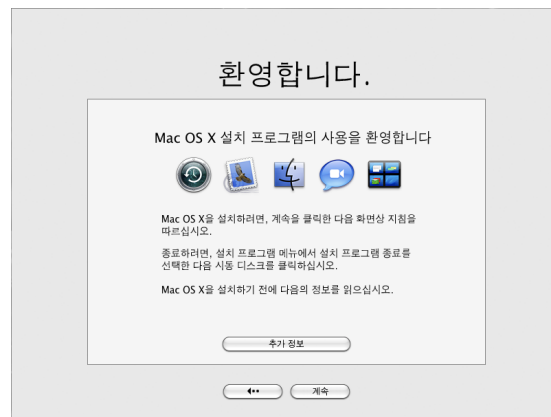 환영합니다.
Mac OS X 설치 프로그램의 사용을 환영합니다
Mac OS X을 설치하려면, 계속을 클릭한 다음 화면상 지침을
따르십시오.
종료하려면, 설치 프로그램 메뉴에서 설치 프로그램 종료를
선택한 다음 시동 디스크를 클릭하십시오.
Mac OS X을 설치하기 전에 다음의 정보를 읽으십시오.
추가 정보
계속